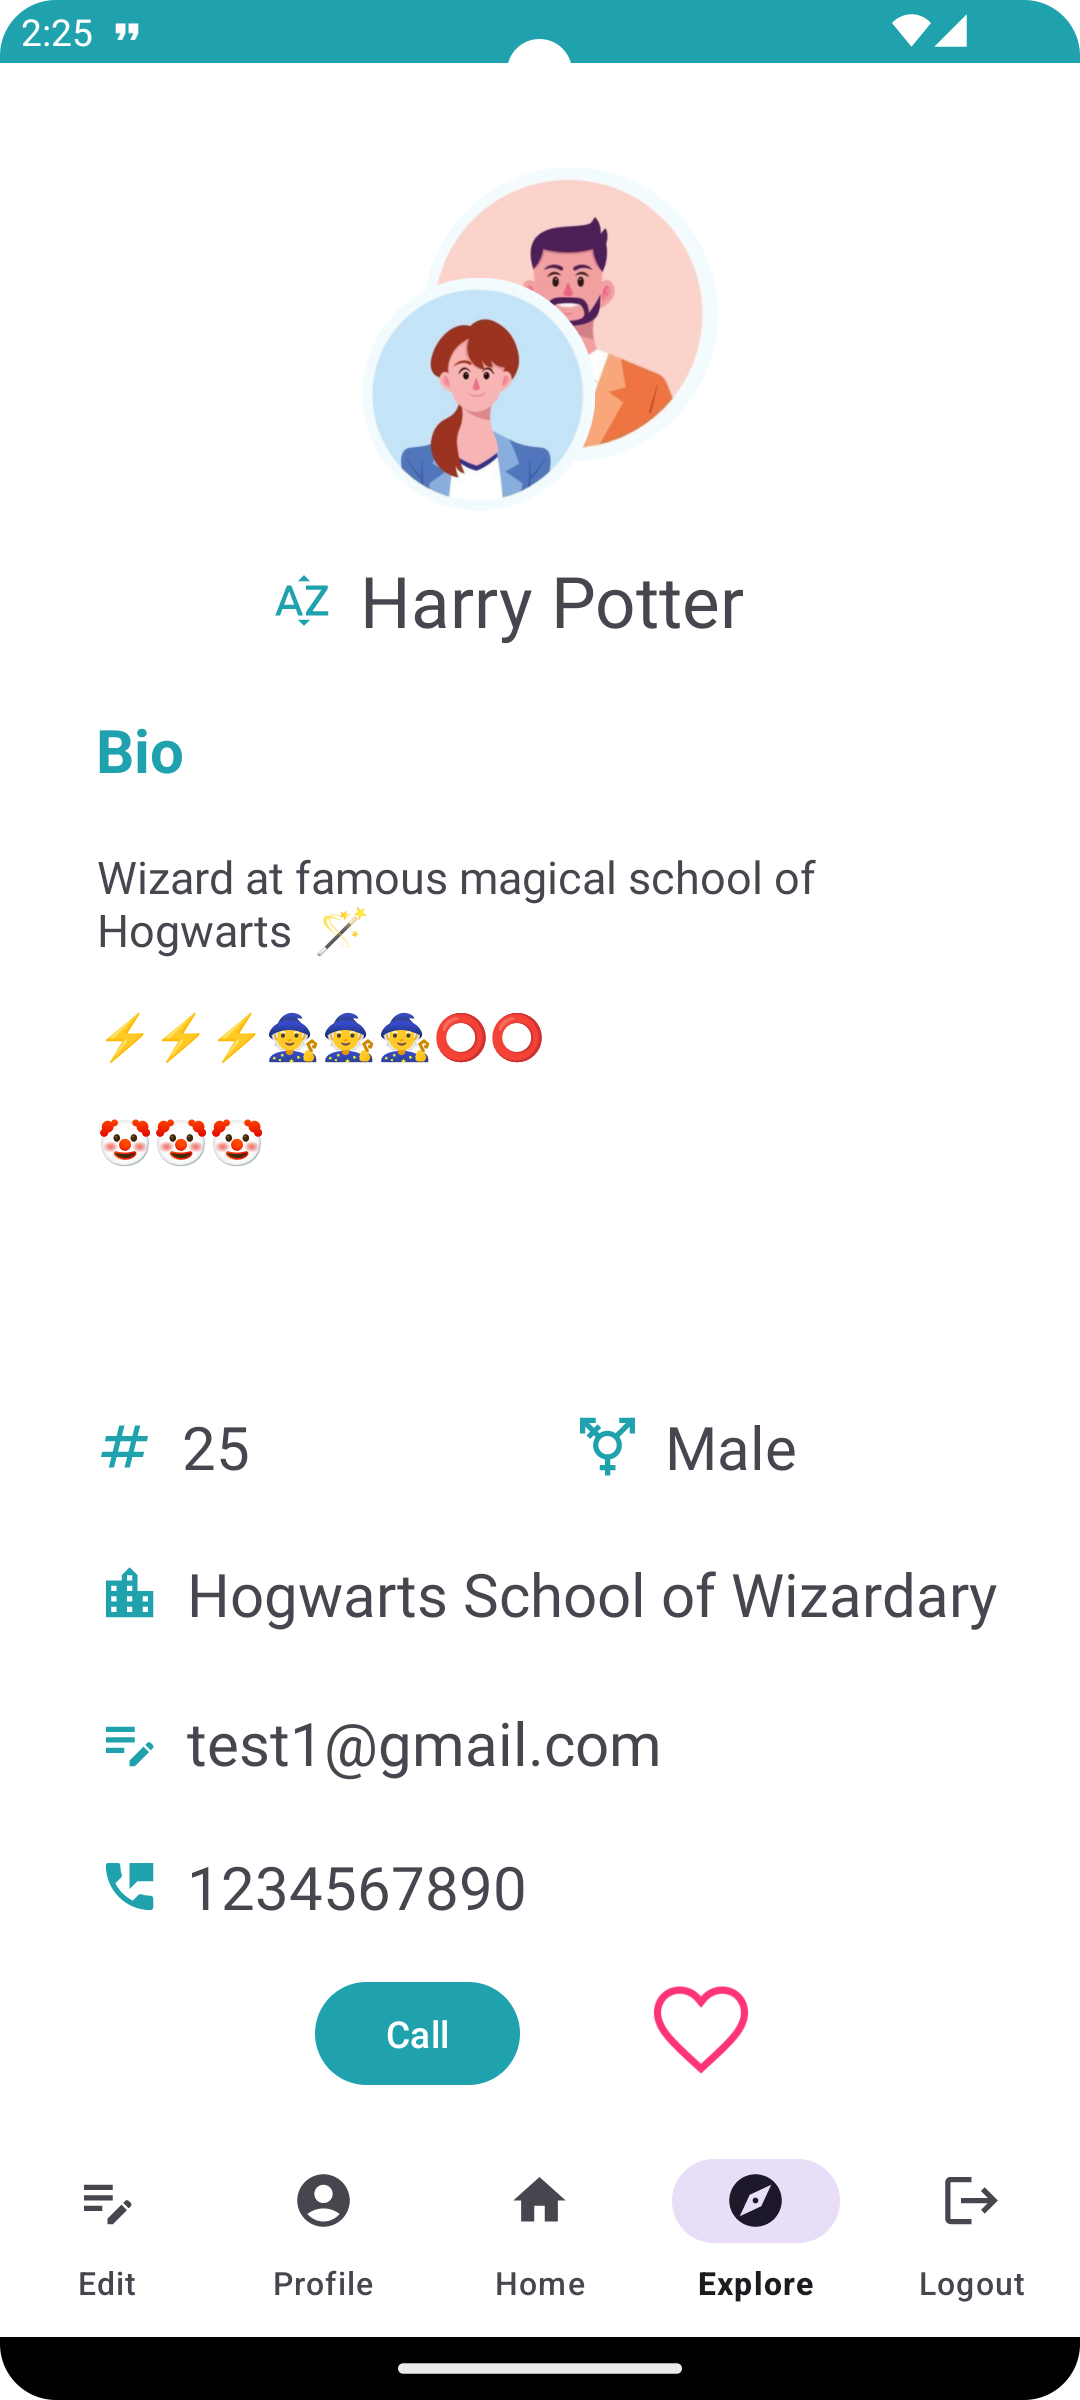 2:25
Harry Potter
Bio
Wizard at famous magical school of
Hogwarts 🪄
⚡⚡⚡🧙🧙🧙⭕⭕
🤡🤡🤡
25
Male
Hogwarts School of Wizardary
test1@gmail.com
1234567890
Call
Edit
Profile
Home
Explore
Logout